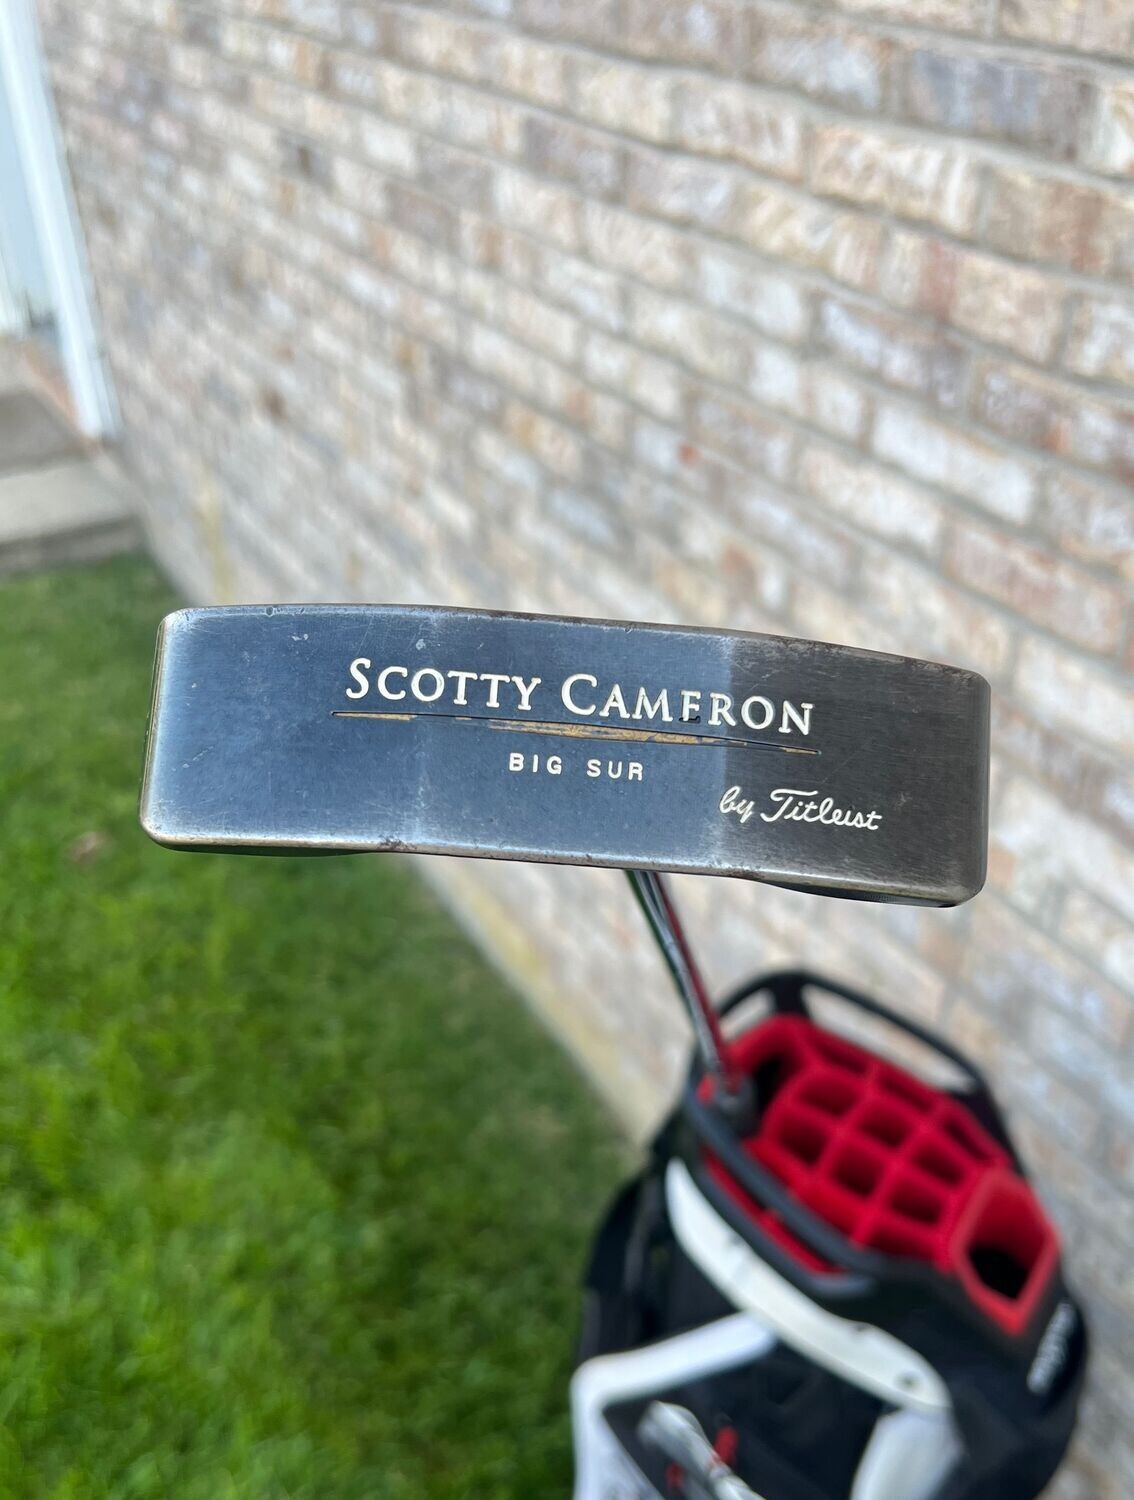 SCOTTY CAMERON
BIG SUR
by Titleist